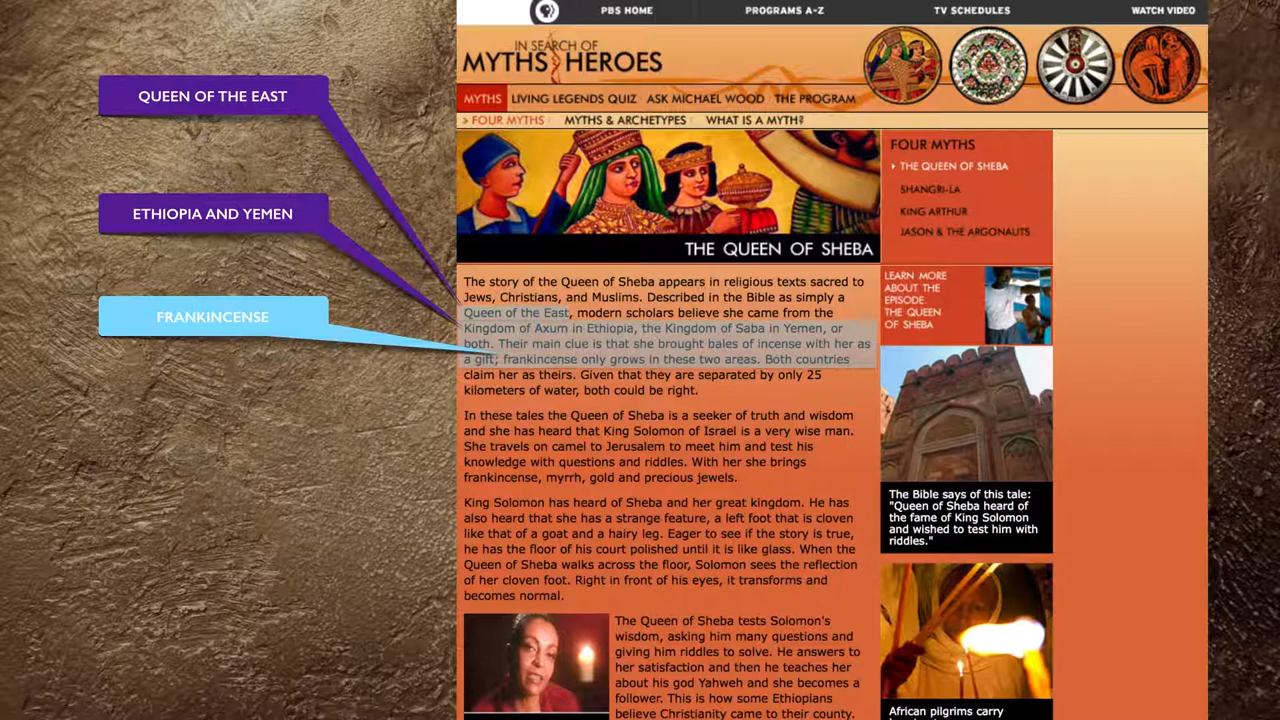 QUEEN OF THE EAST
ETHIOPIA AND YEMEN
FRANKINCENSE
PBS HOME
PROGRAMS A-Z
TV SCHEDULES
WATCH VIDEO
IN SEARCH OF
MYTHS HEROES
MYTHS LIVING LEGENDS QUIZ ASK MICHAEL WOOD THE PROGRAM
> FOUR MYTHS MYTHS & ARCHETYPES WHAT IS A MYTH?
THE QUEEN OF SHEBA
The story of the Queen of Sheba appears in religious texts sacred to
Jews, Christians, and Muslims. Described in the Bible as simply a
Queen of the East, modern scholars believe she came from the
Kingdom of Axum in Ethiopia, the Kingdom of Saba in Yemen, or
both. Their main clue is that she brought bales of incense with her as
a gift; frankincense only grows in these two areas. Both countries
claim her as theirs. Given that they are separated by only 25
kilometers of water, both could be right.
In these tales the Queen of Sheba is a seeker of truth and wisdom
and she has heard that King Solomon of Israel is a very wise man.
She travels on camel to Jerusalem to meet him and test his
knowledge with questions and riddles. With her she brings
frankincense, myrrh, gold and precious jewels.
King Solomon has heard of Sheba and her great kingdom. He has
also heard that she has a strange feature, a left foot that is cloven
like that of a goat and a hairy leg. Eager to see if the story is true,
he has the floor of his court polished until it is like glass. When the
Queen of Sheba walks across the floor, Solomon sees the reflection
of her cloven foot. Right in front of his eyes, it transforms and
becomes normal.
The Queen of Sheba tests Solomon's
wisdom, asking him many questions and
giving him riddles to solve. He answers to
her satisfaction and then he teaches her
about his god Yahweh and she becomes a
follower. This is how some Ethiopians
believe Christianity came to their county.
FOUR MYTHS
THE QUEEN OF SHEBA
SHANGRI-LA
KING ARTHUR
JASON & THE ARGONAUTS
LEARN MORE
ABOUT THE
EPISODE.
THE QUEEN
OF SHEBA
The Bible says of this tale:
"Queen of Sheba heard of
the fame of King Solomon
and wished to test him with
riddles."
African pilgrims carry